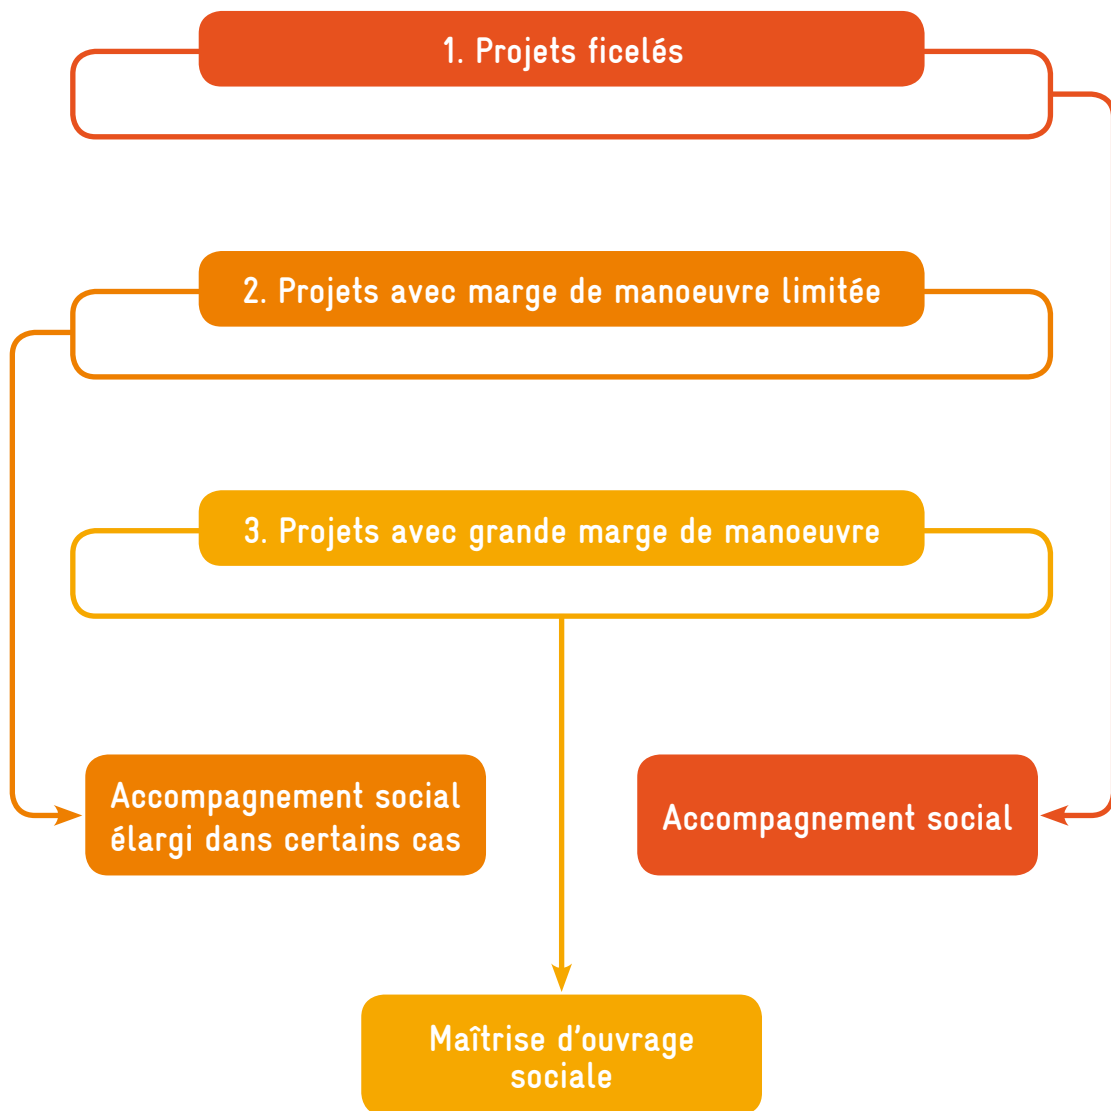 1. Projets ficelés
2. Projets avec marge de manoeuvre limitée
3. Projets avec grande marge de manoeuvre
Accompagnement social
élargi dans certains cas
Accompagnement social
Maîtrise d'ouvrage
sociale